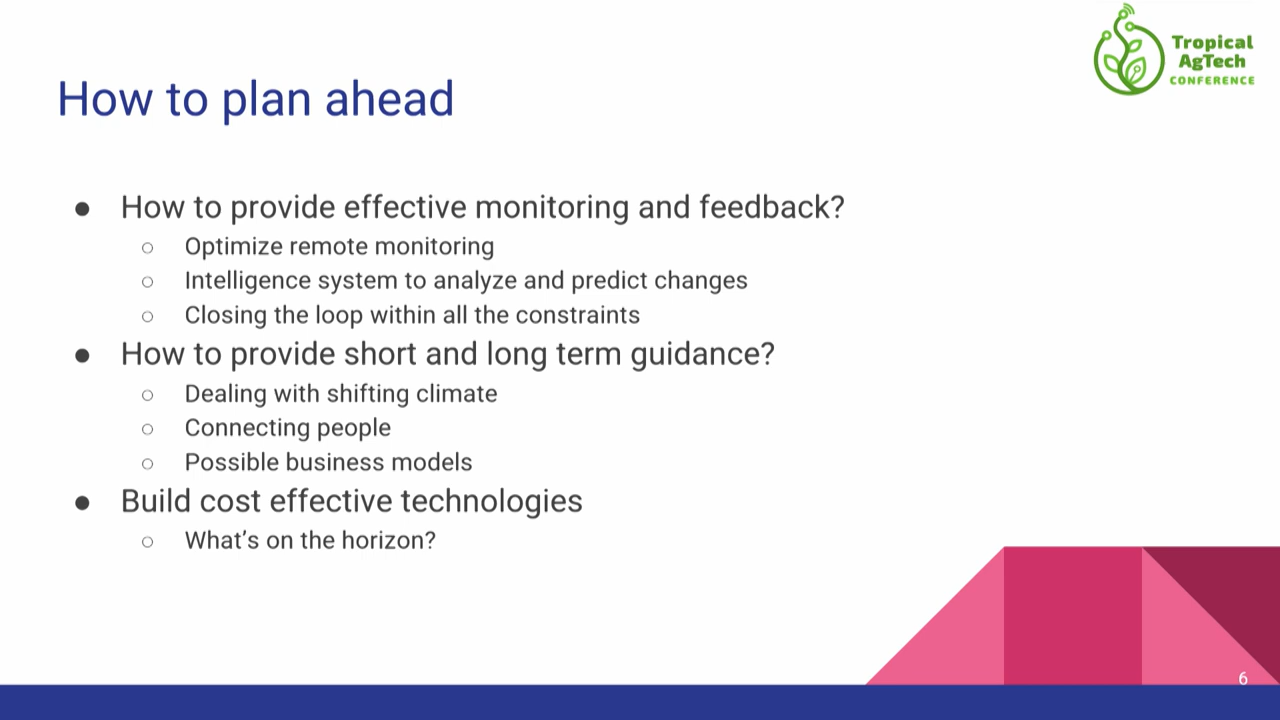 Tropical
AgTech
CONFERENCE
How to plan ahead
● How to provide effective monitoring and feedback?
○ Optimize remote monitoring
○ Intelligence system to analyze and predict changes
○ Closing the loop within all the constraints
● How to provide short and long term guidance?
○ Dealing with shifting climate
○ Connecting people
○ Possible business models
● Build cost effective technologies
○ What’s on the horizon?
6